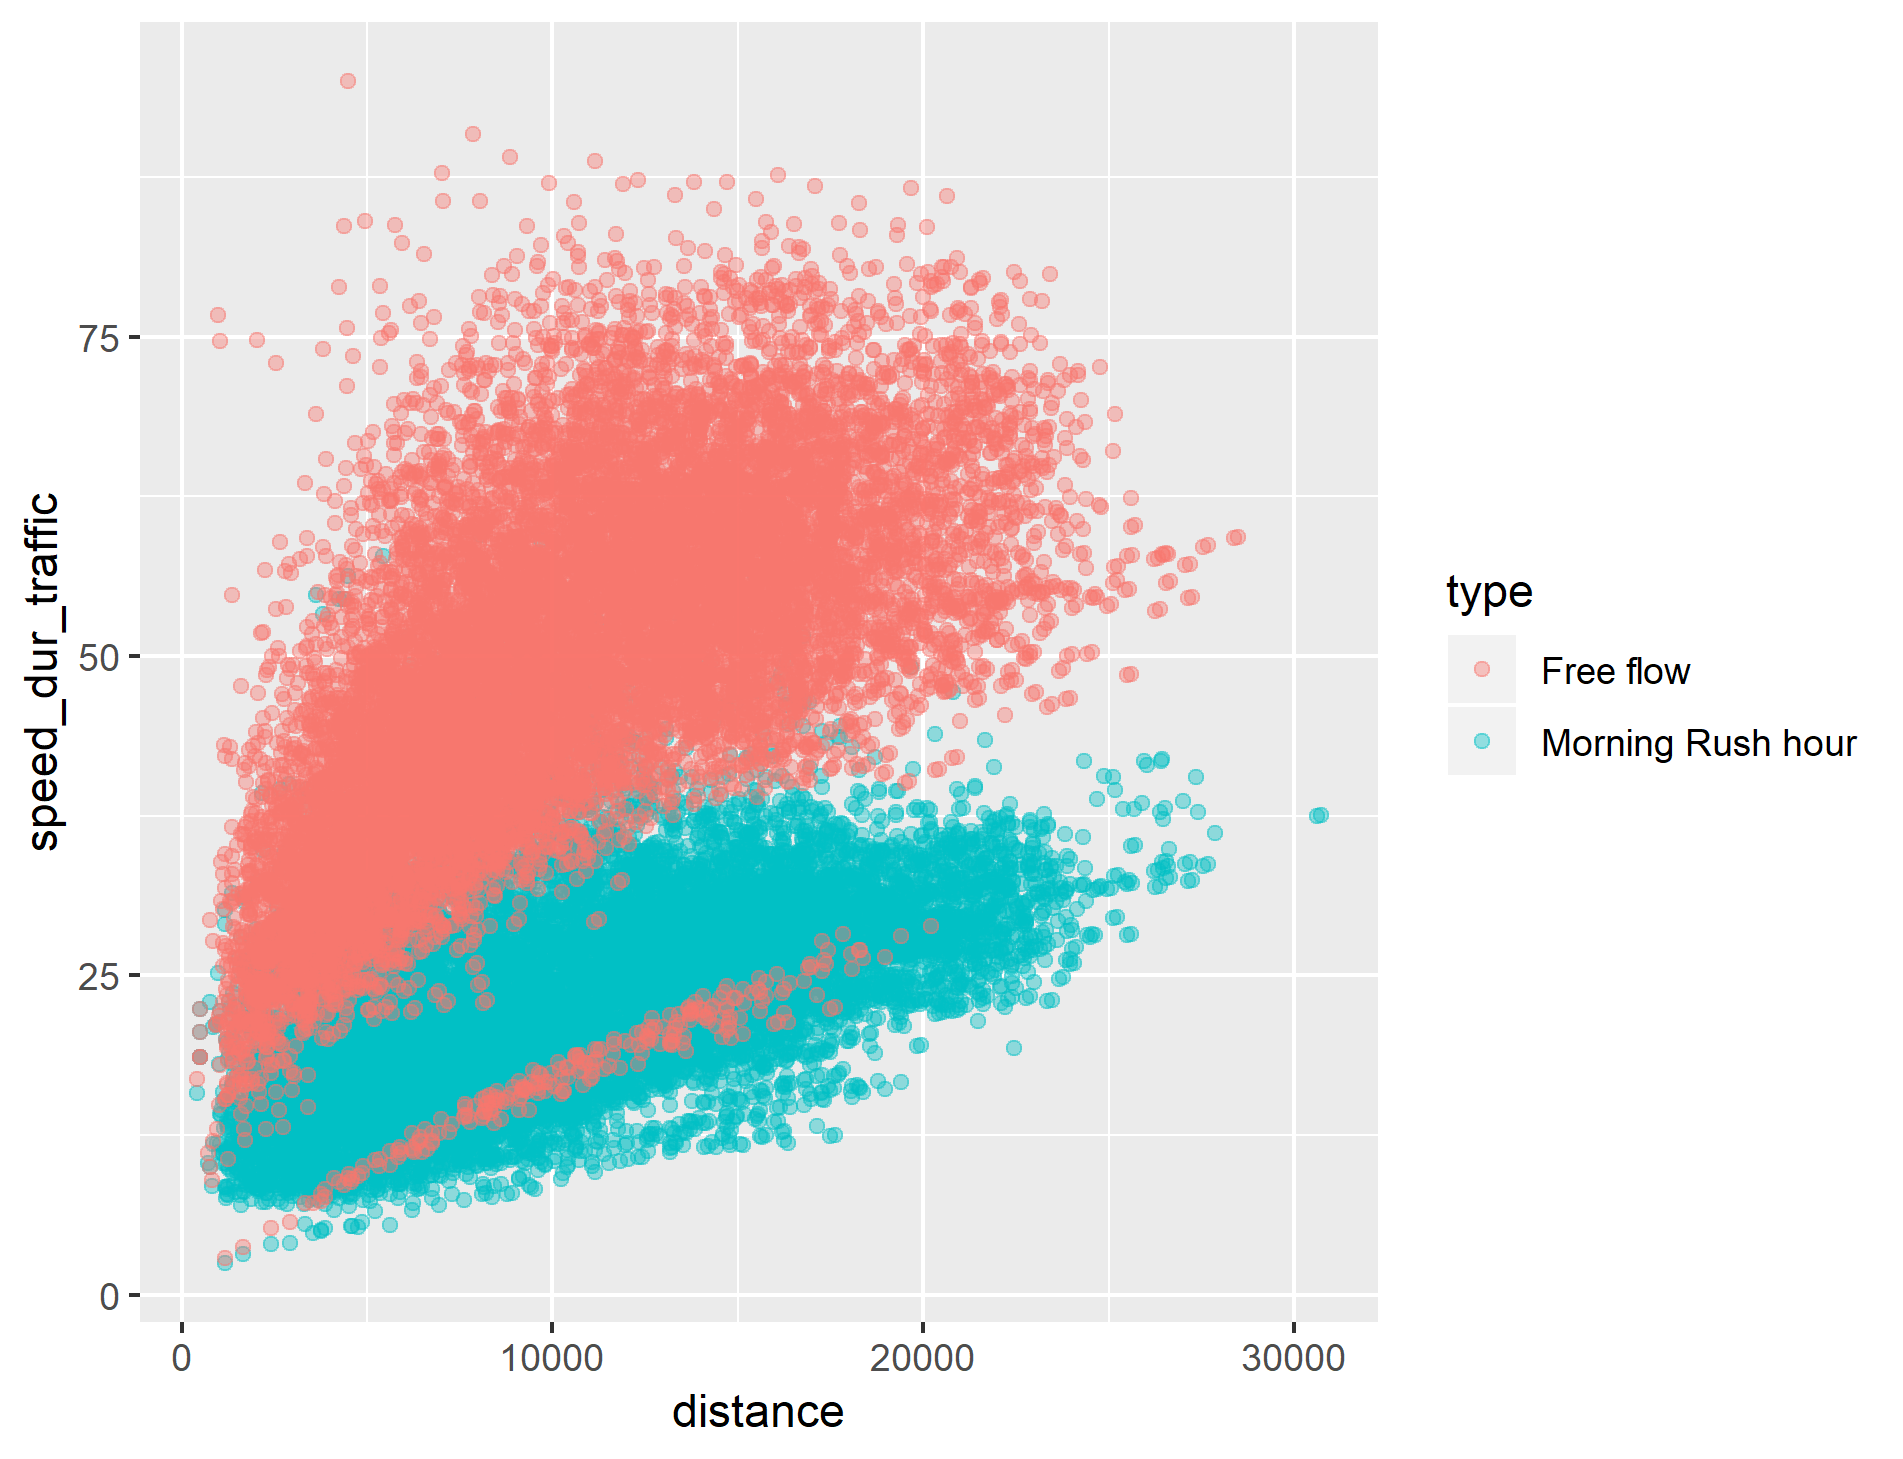 speed_dur_traffic
75
50
25
0
0 10000 20000 30000
distance
type
Free flow
Morning Rush hour